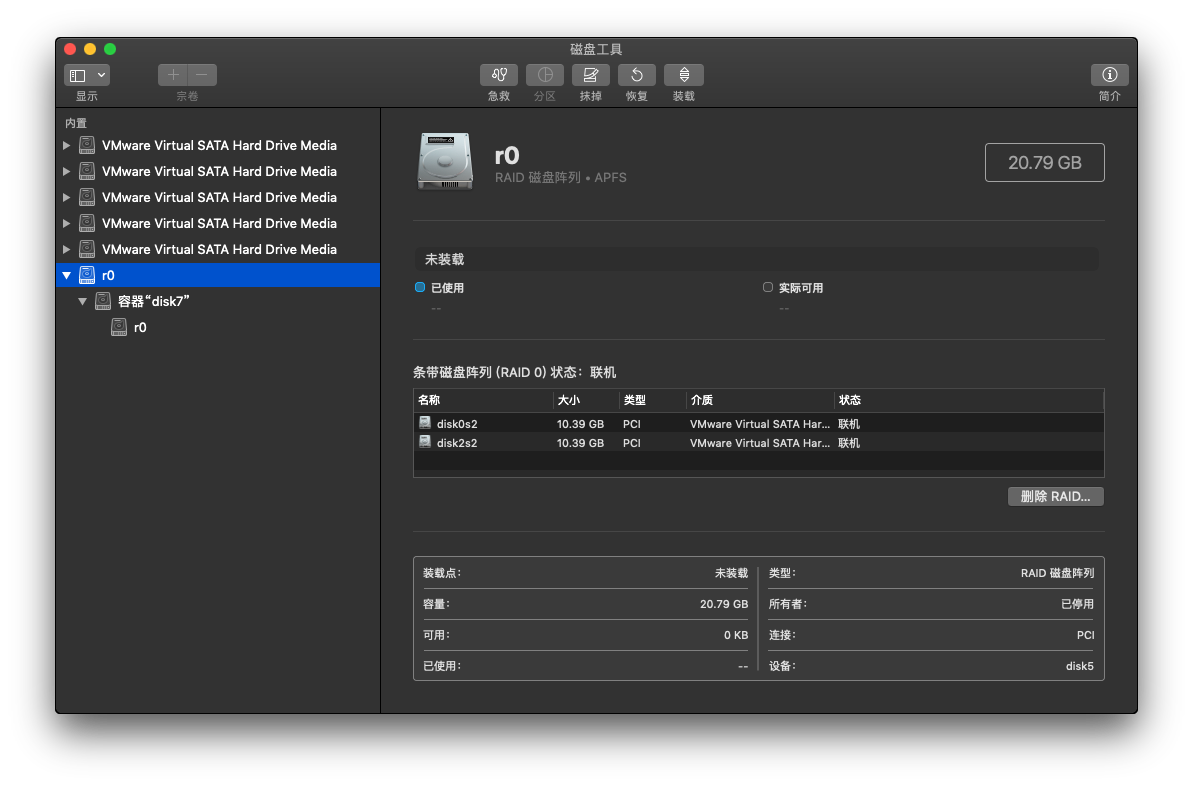 磁盘工具
显示
宗卷
急救
分区
抹掉
恢复
装载
简介
内置
VMware Virtual SATA Hard Drive Media
VMware Virtual SATA Hard Drive Media
VMware Virtual SATA Hard Drive Media
VMware Virtual SATA Hard Drive Media
VMware Virtual SATA Hard Drive Media
r0
容器“disk7”
r0
r0
RAID 磁盘阵列 • APFS
20.79 GB
未装载
已使用
--
实际可用
--
条带磁盘阵列 (RAID 0) 状态：联机
名称 大小 类型 介质 状态
disk0s2 10.39 GB PCI VMware Virtual SATA Har... 联机
disk2s2 10.39 GB PCI VMware Virtual SATA Har... 联机
删除 RAID...
装载点： 未装载
类型： RAID 磁盘阵列
容量： 20.79 GB
所有者： 已停用
可用： 0 KB
连接： PCI
已使用： --
设备： disk5